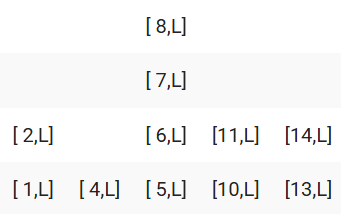 [ 8,L]
[ 7,L]
[ 2,L] [ 6,L] [11,L] [14,L]
[ 1,L] [ 4,L] [ 5,L] [10,L] [13,L]